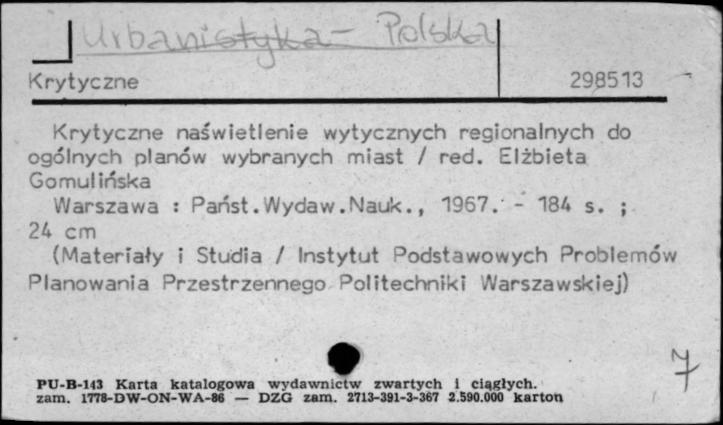 Urbanistyka - Polska
Krytyczne 298513
Krytyczne naświetlenie wytycznych regionalnych do
ogólnych planów wybranych miast / red. Elżbieta
Gomulińska
Warszawa : Państ.Wydaw.Nauk., 1967. - 184 s. ;
24 cm
(Materiały i Studia / Instytut Podstawowych Problemów
Planowania Przestrzennego Politechniki Warszawskiej)
PU-B-143 Karta katalogowa wydawnictw zwartych i ciągłych.
zam. 1778-DW-ON-WA-86 — DZG zam. 2713-391-3-367 2.590.000 karton